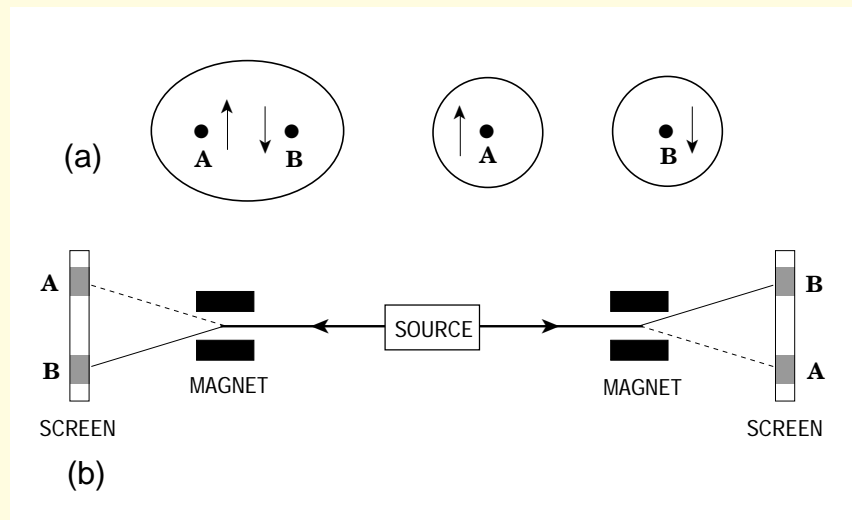 A B A B
(a)
A B
SOURCE
B A
MAGNET MAGNET
SCREEN SCREEN
(b)